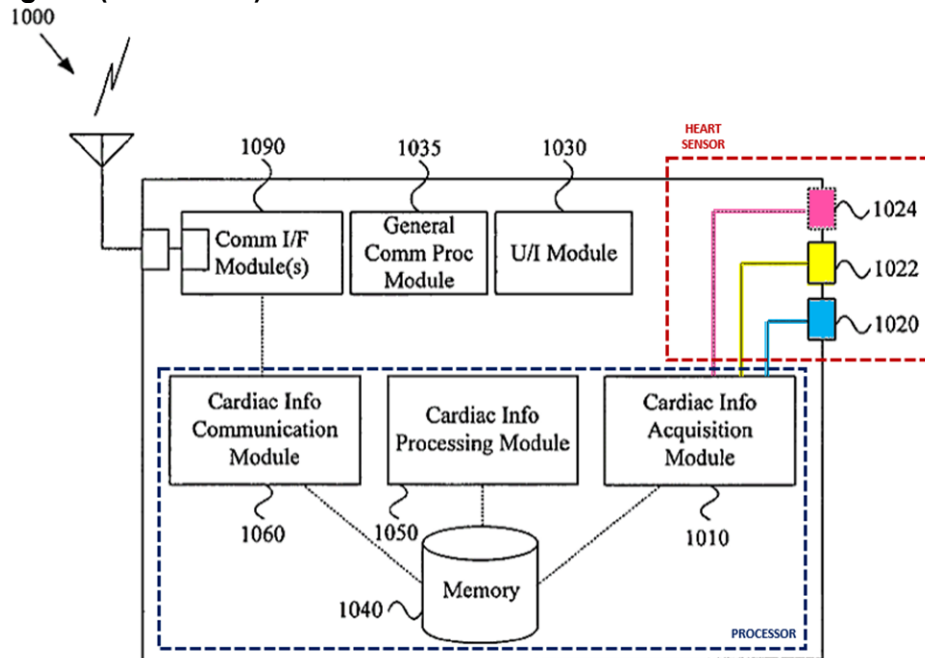 1000
1090
1035
1030
HEART
SENSOR
1024
1022
1020
Comm I/F
Module(s)
General
Comm Proc
Module
U/I Module
Cardiac Info
Communication
Module
Cardiac Info
Processing Module
Cardiac Info
Acquisition
Module
1060
1050
1010
Memory
1040
PROCESSOR